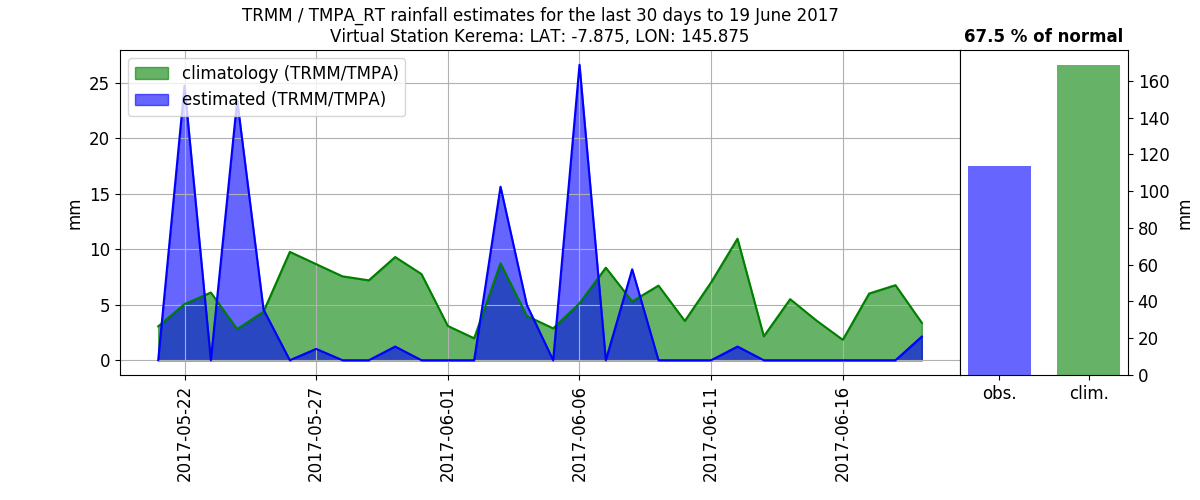 TRMM / TMPA_RT rainfall estimates for the last 30 days to 19 June 2017
Virtual Station Kerema: LAT: -7.875, LON: 145.875
67.5 % of normal
climatology (TRMM/TMPA)
estimated (TRMM/TMPA)
mm
25
20
15
10
5
0
2017-05-22
2017-05-27
2017-06-01
2017-06-06
2017-06-11
2017-06-16
160
140
120
100
80
60
40
20
0
mm
obs.
clim.